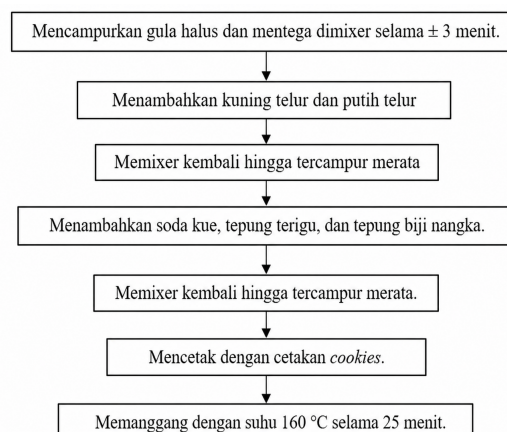 Mencampurkan gula halus dan mentega dimixer selama ± 3 menit.
Menambahkan kuning telur dan putih telur
Memixer kembali hingga tercampur merata
Menambahkan soda kue, tepung terigu, dan tepung biji nangka.
Memixer kembali hingga tercampur merata.
Mencetak dengan cetakan cookies.
Memanggang dengan suhu 160 °C selama 25 menit.